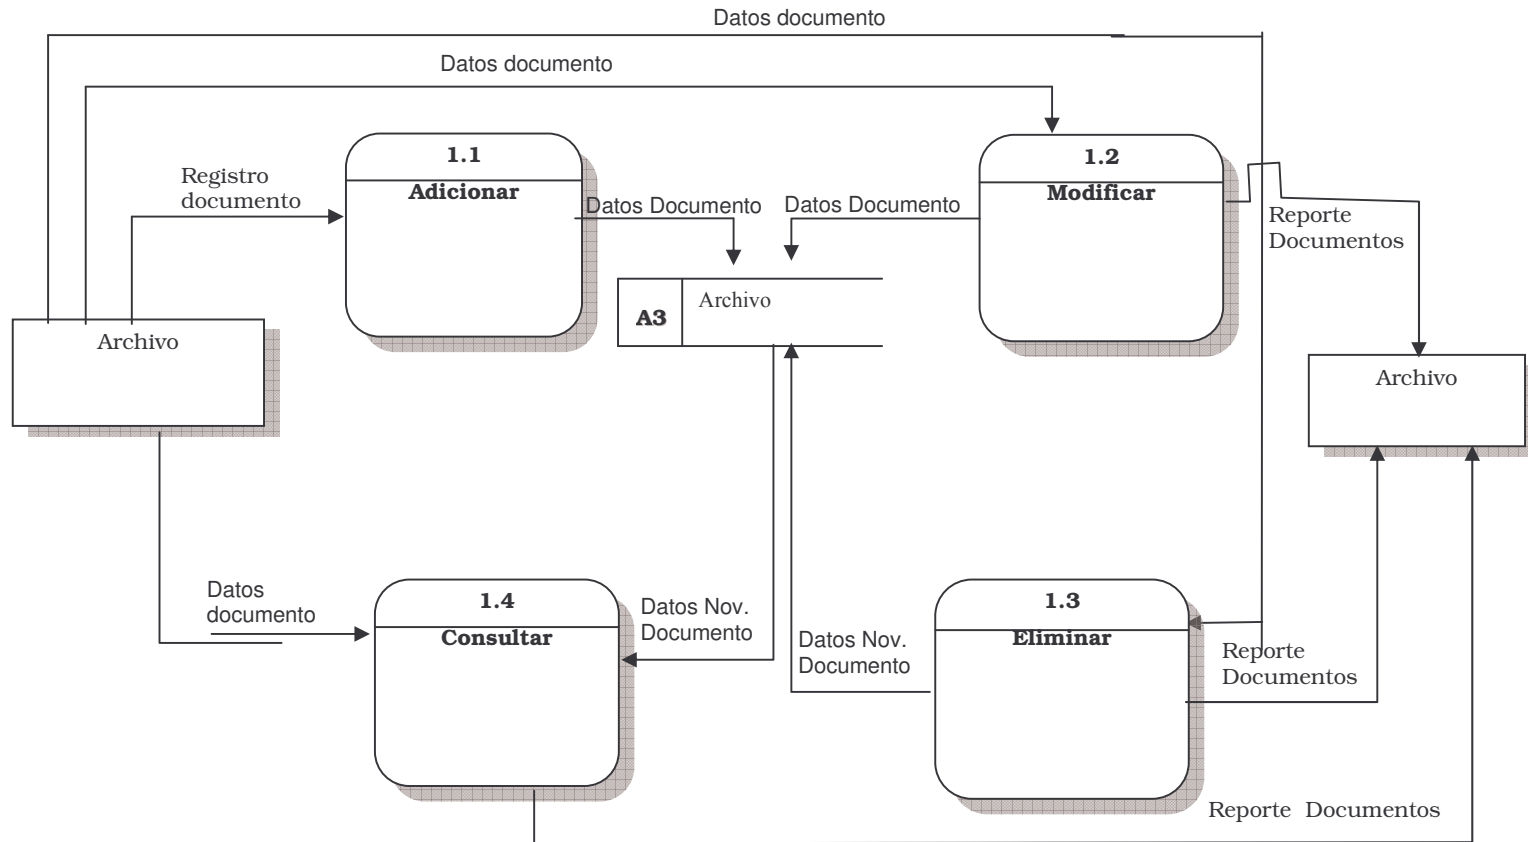 Datos documento
Datos documento
1.1
Adicionar
1.2
Modificar
Registro
documento
Datos Documento
Datos Documento
Reporte
Documentos
A3
Archivo
Archivo
Archivo
Datos
documento
1.4
Consultar
Datos Nov.
Documento
Datos Nov.
Documento
1.3
Eliminar
Reporte
Documentos
Reporte Documentos